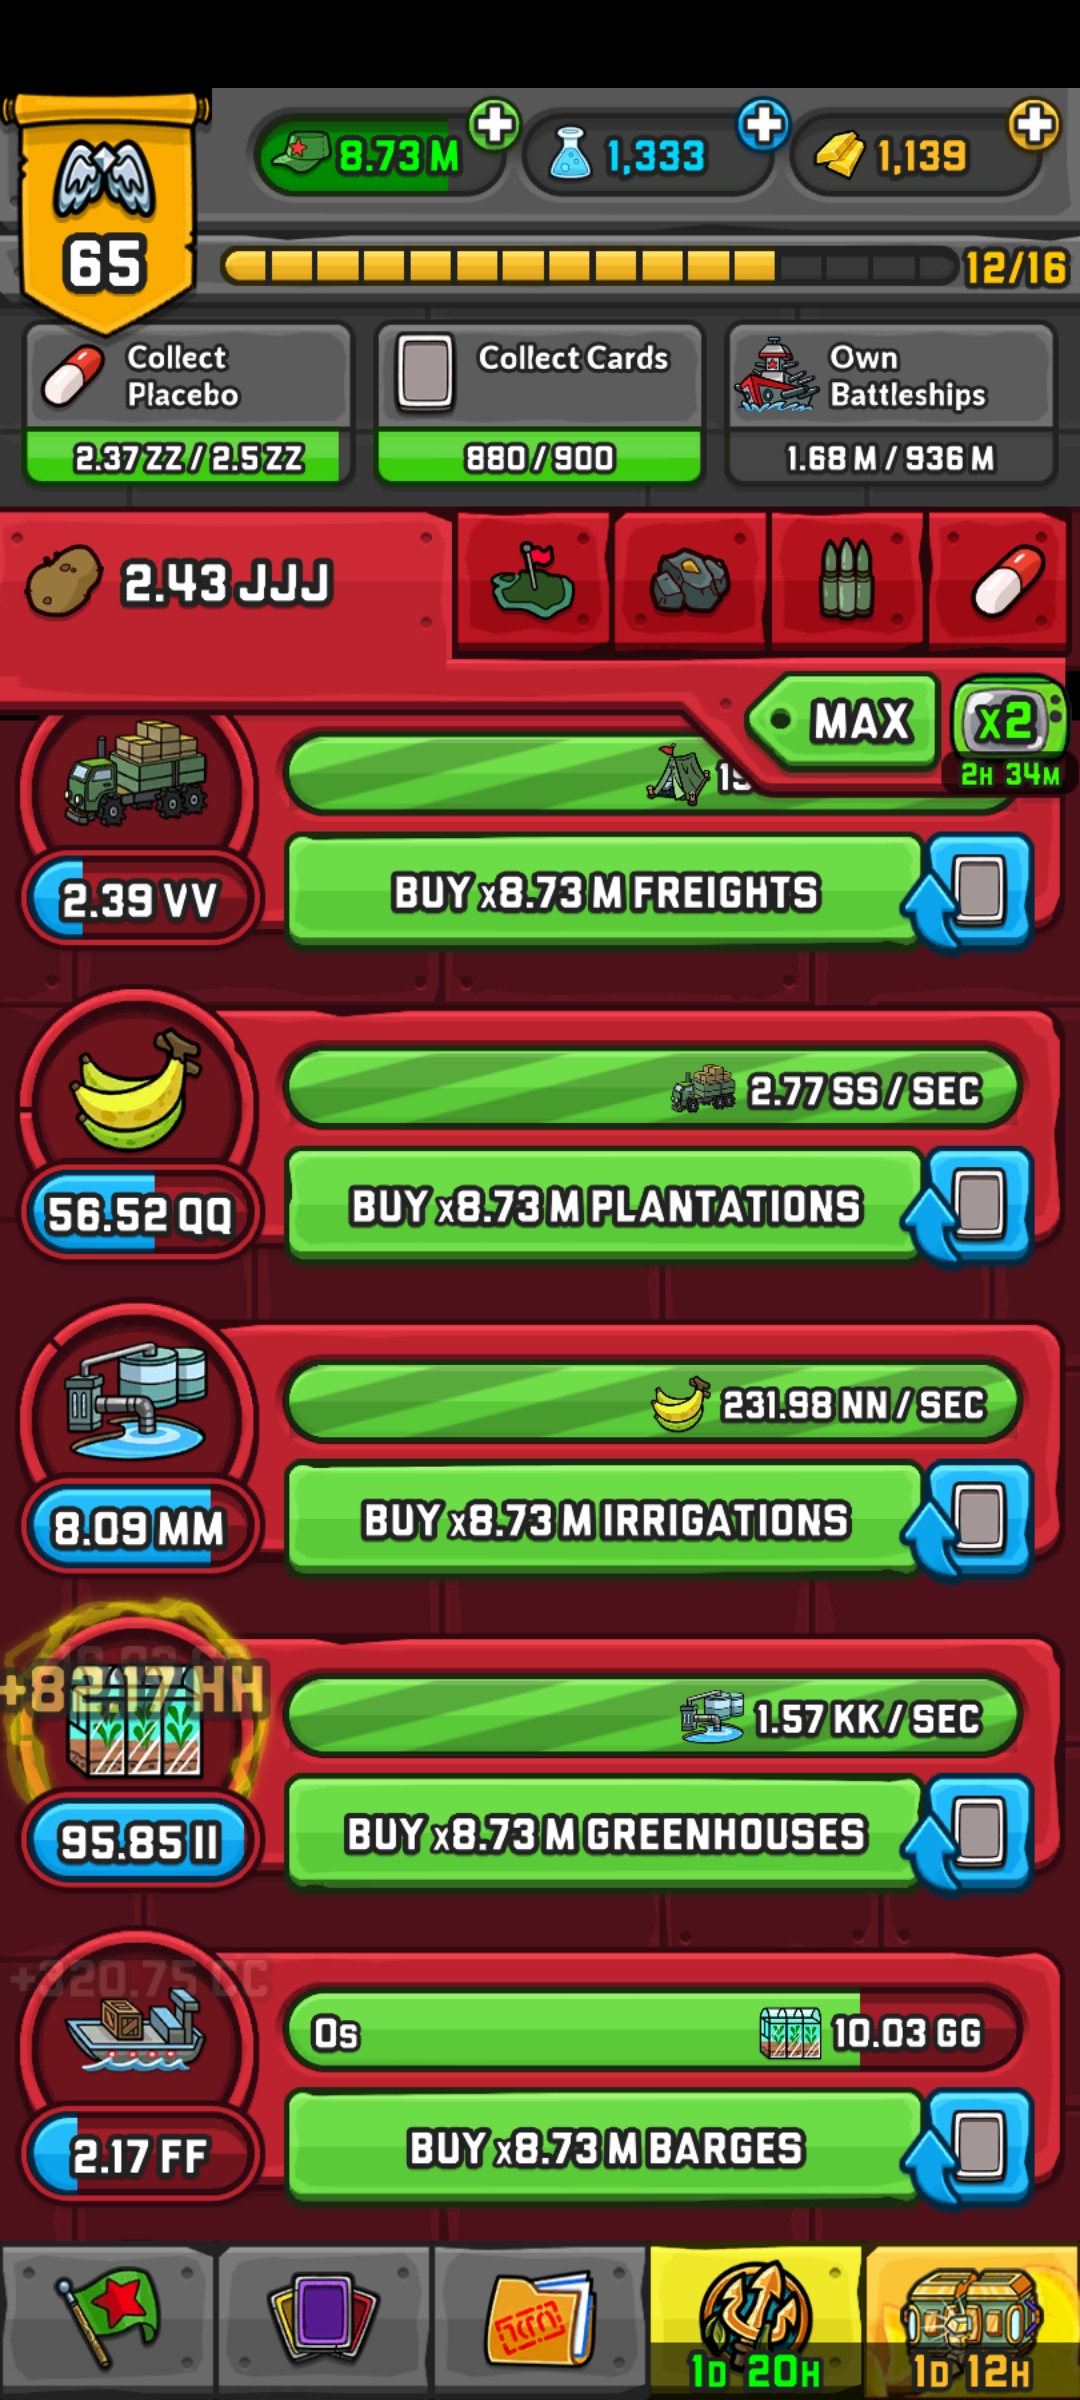 8.73 M
1,333
1,139
65
12/16
Collect
Placebo
2.37 ZZ / 2.5 ZZ
Collect Cards
880 / 900
Own
Battleships
1.68 M / 936 M
2.43 JJJ
MAX
x2
2H 34M
2.39 VV
BUY x8.73 M FREIGHTS
2.77 SS / SEC
56.52 QQ
BUY x8.73 M PLANTATIONS
231.98 NN / SEC
8.09 MM
BUY x8.73 M IRRIGATIONS
+82.17 HH
1.57 KK / SEC
95.85 II
BUY x8.73 M GREENHOUSES
+320.75 CC
0s
10.03 GG
2.17 FF
BUY x8.73 M BARGES
1D 20H
1D 12H